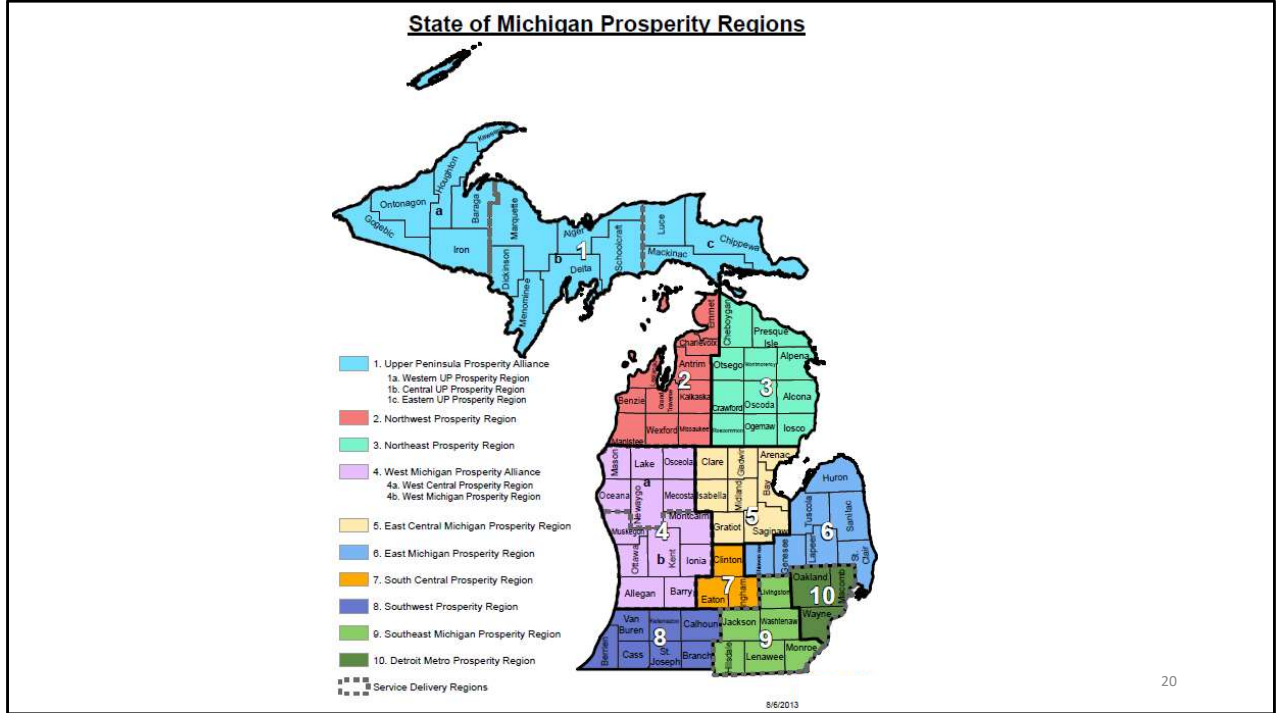 State of Michigan Prosperity Regions
Keweenaw
Houghton
Ontonagon
a
Baraga
Gogebic
Iron
Marquette
Alger
1
b
Dickinson
Delta
Schoolcraft
Menominee
Luce
c
Chippewa
Mackinac
Emmet
Cheboygan
Presque
Isle
Charlevoix
Antrim
Otsego
Montmorency
Alpena
2
3
Benzie
Grand
Traverse
Kalkaska
Crawford
Oscoda
Alcona
Manistee
Wexford
Missaukee
Roscommon
Ogemaw
Iosco
Mason
Lake
Osceola
Clare
Gladwin
Arenac
a
Oceana
Newaygo
Mecosta
Isabella
Midland
Bay
Huron
Montcalm
Gratiot
5
Saginaw
Tuscola
Sanilac
Muskegon
4
6
Ottawa
b
Kent
Ionia
Clinton
Genesee
Lapeer
St.
Clair
Allegan
Barry
Eaton
7
Ingham
Livingston
Oakland
Macomb
10
Van
Buren
Kalamazoo
Calhoun
Jackson
Washtenaw
Wayne
8
9
Berrien
Cass
St.
Joseph
Branch
Hillsdale
Lenawee
Monroe
1. Upper Peninsula Prosperity Alliance
1a. Western UP Prosperity Region
1b. Central UP Prosperity Region
1c. Eastern UP Prosperity Region
2. Northwest Prosperity Region
3. Northeast Prosperity Region
4. West Michigan Prosperity Alliance
4a. West Central Prosperity Region
4b. West Michigan Prosperity Region
5. East Central Michigan Prosperity Region
6. East Michigan Prosperity Region
7. South Central Prosperity Region
8. Southwest Prosperity Region
9. Southeast Michigan Prosperity Region
10. Detroit Metro Prosperity Region
Service Delivery Regions
8/6/2013
20